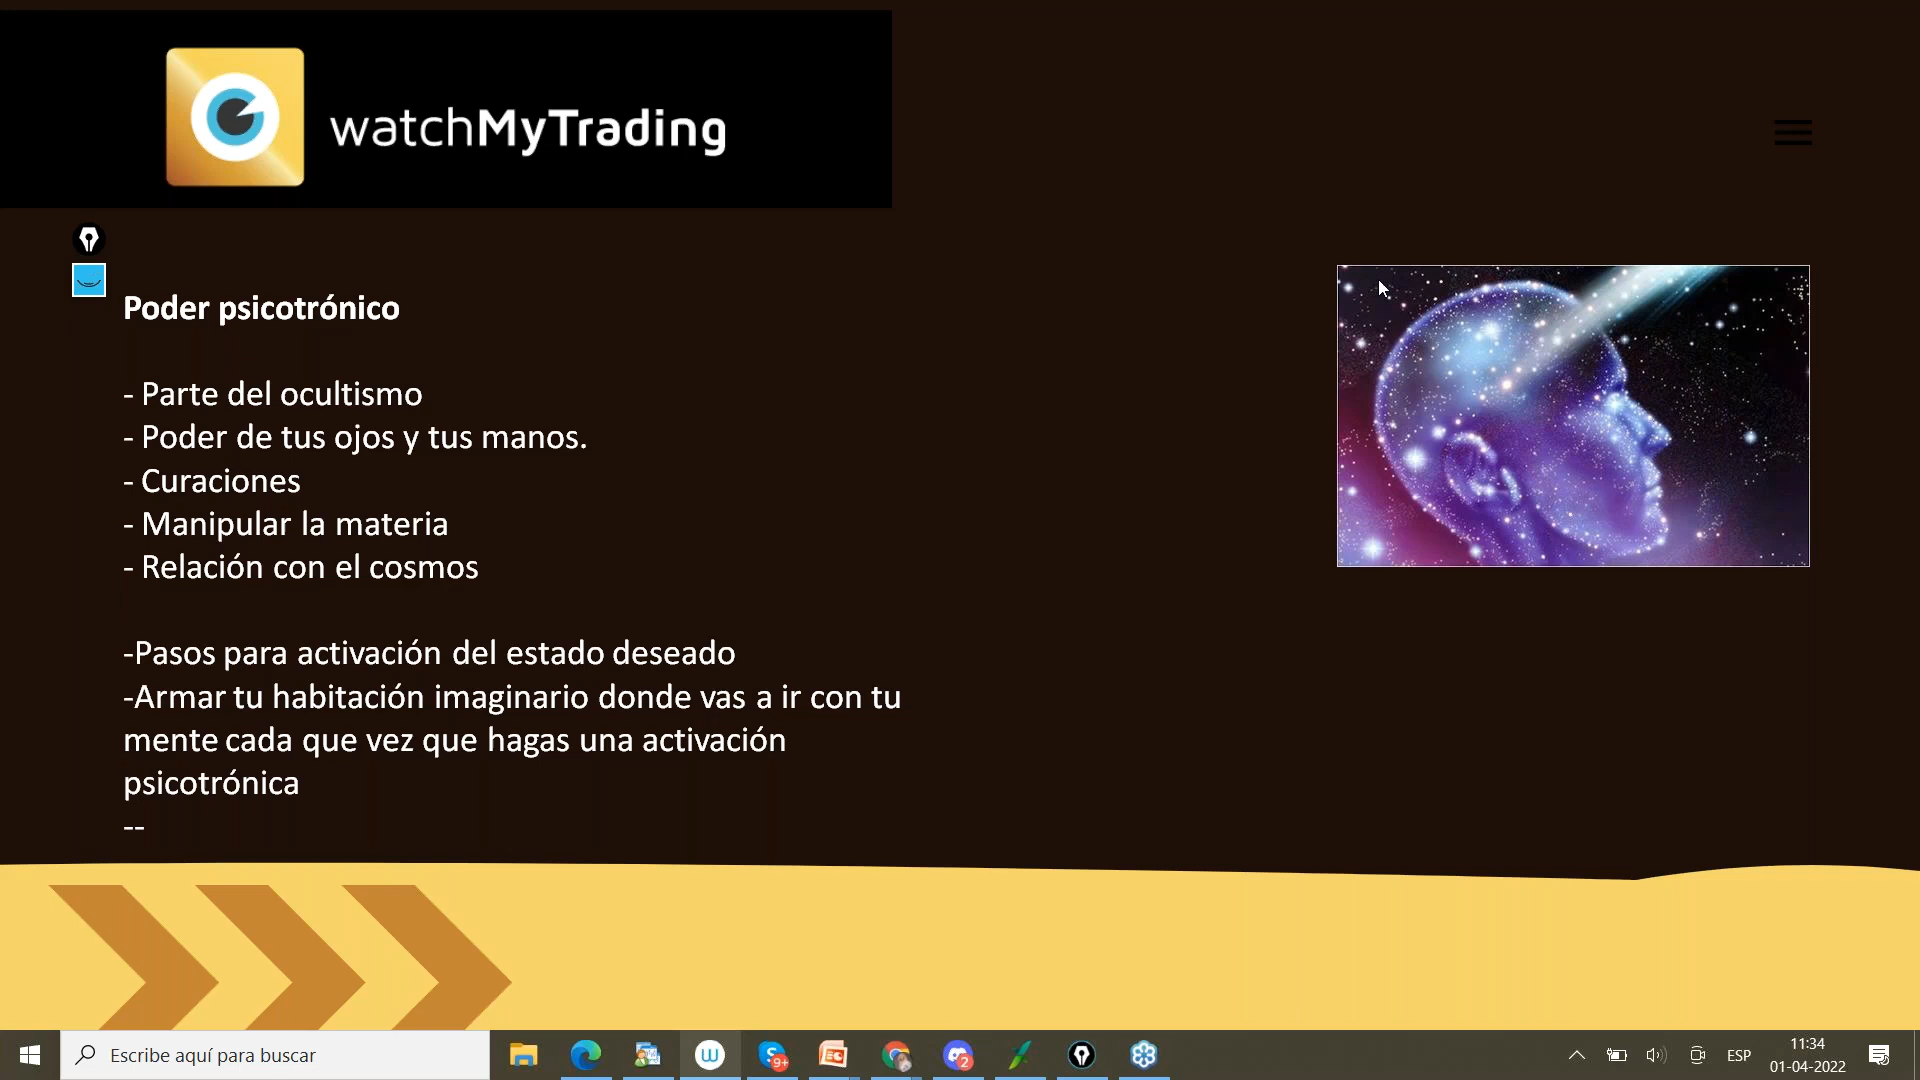 watchMyTrading
Poder psicotrónico
- Parte del ocultismo
- Poder de tus ojos y tus manos.
- Curaciones
- Manipular la materia
- Relación con el cosmos
-Pasos para activación del estado deseado
-Armar tu habitación imaginario donde vas a ir con tu
mente cada que vez que hagas una activación
psicotrónica
--
Escribe aquí para buscar
9+
2
ESP
11:34
01-04-2022